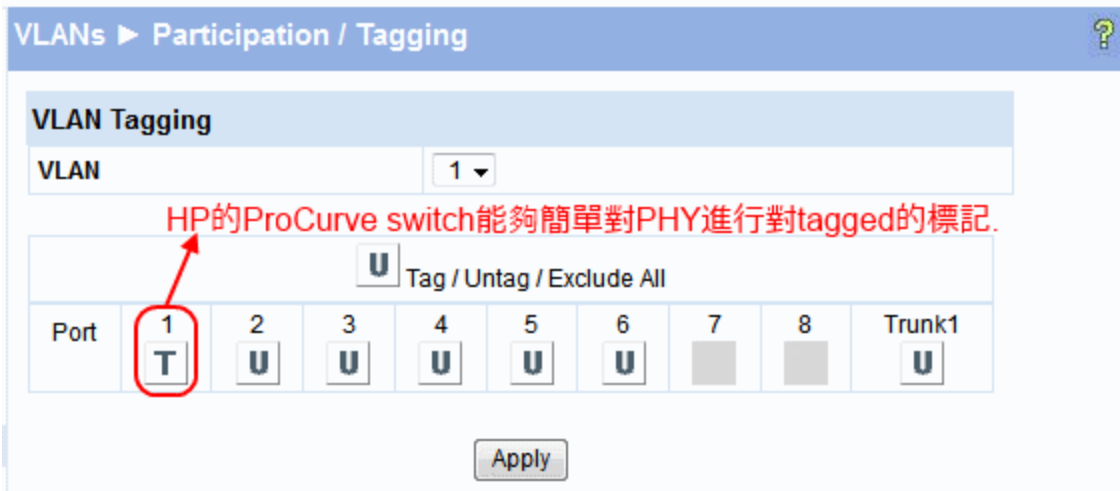 VLANs ► Participation / Tagging
VLAN Tagging
VLAN 1
HP的ProCurve switch能夠簡單對PHY進行對tagged的標記.
U Tag / Untag / Exclude All
Port 1 2 3 4 5 6 7 8 Trunk1
T U U U U U U
Apply